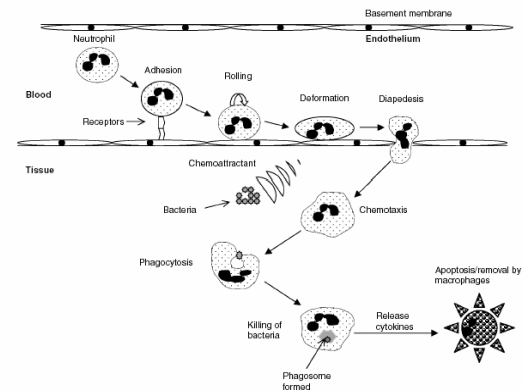 Basement membrane
Neutrophil
Endothelium
Adhesion
Rolling
Blood
Deformation
Diapedesis
Receptors
Tissue
Chemoattractant
Bacteria
Chemotaxis
Phagocytosis
Apoptosis/removal by
macrophages
Killing of
bacteria
Release
cytokines
Phagosome
formed